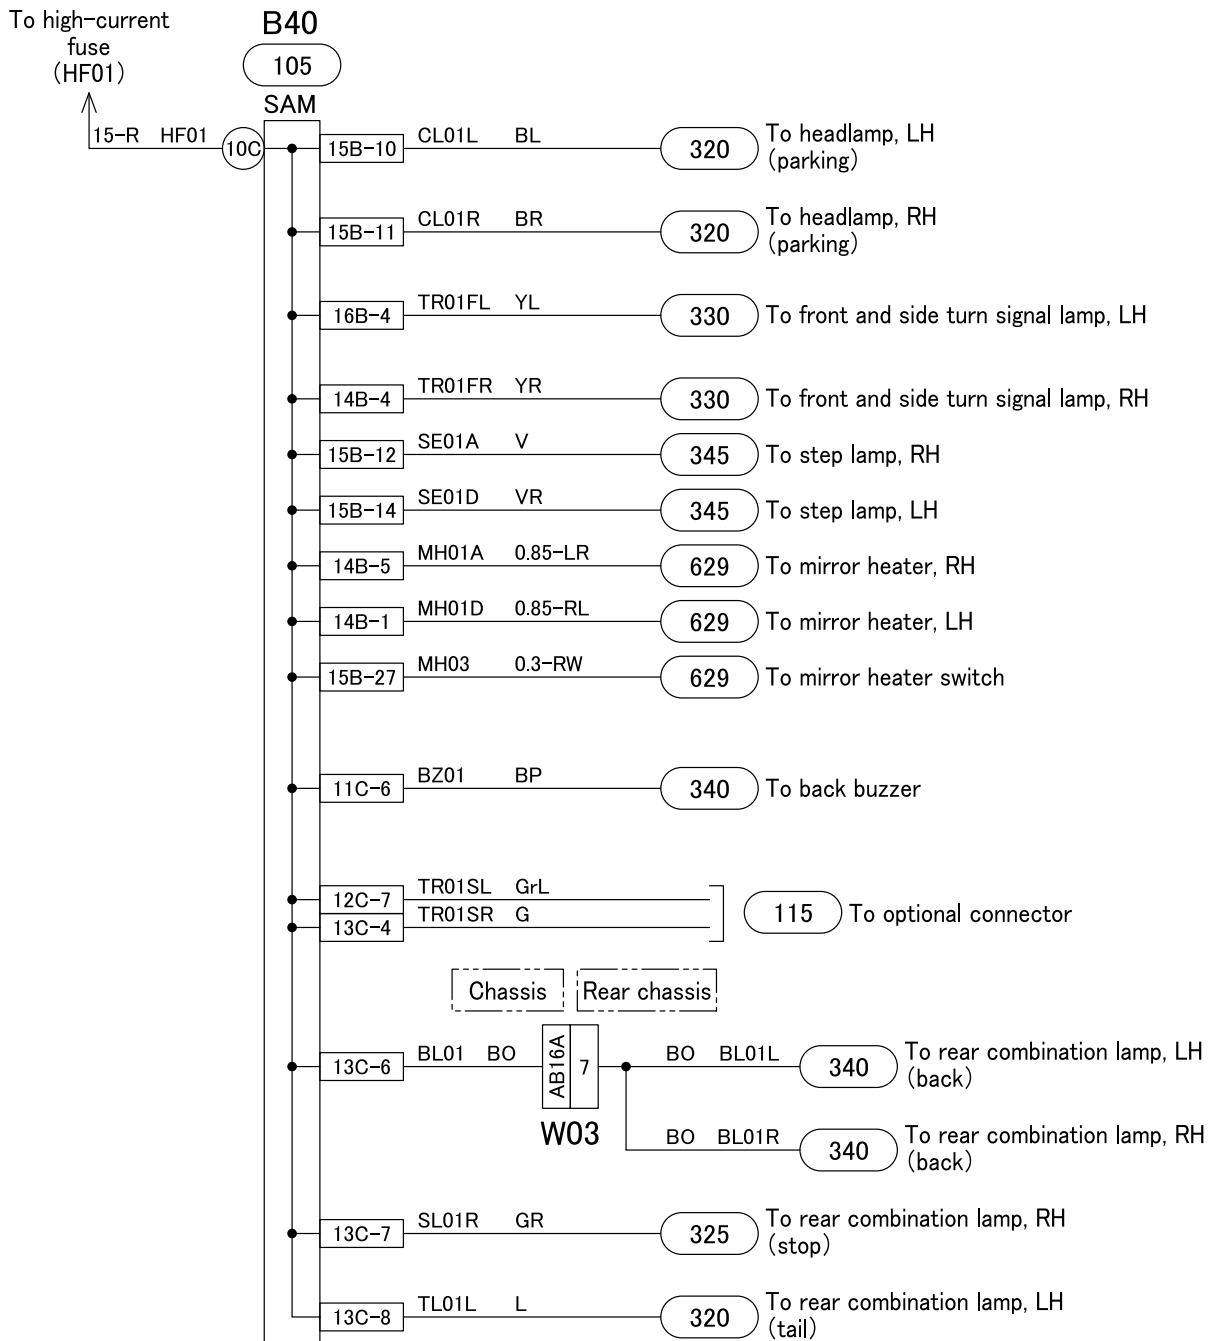 To high-current
fuse
(HF01)
B40
105
SAM
15-R HF01 10C 15B-10 CL01L BL 320 To headlamp, LH
(parking)
15B-11 CL01R BR 320 To headlamp, RH
(parking)
16B-4 TR01FL YL 330 To front and side turn signal lamp, LH
14B-4 TR01FR YR 330 To front and side turn signal lamp, RH
15B-12 SE01A V 345 To step lamp, RH
15B-14 SE01D VR 345 To step lamp, LH
14B-5 MH01A 0.85-LR 629 To mirror heater, RH
14B-1 MH01D 0.85-RL 629 To mirror heater, LH
15B-27 MH03 0.3-RW 629 To mirror heater switch
11C-6 BZ01 BP 340 To back buzzer
12C-7 TR01SL GrL
13C-4 TR01SR G
115 To optional connector
Chassis Rear chassis
13C-6 BL01 BO AB16A 7 BO BL01L 340 To rear combination lamp, LH
(back)
W03
BO BL01R 340 To rear combination lamp, RH
(back)
13C-7 SL01R GR 325 To rear combination lamp, RH
(stop)
13C-8 TL01L L 320 To rear combination lamp, LH
(tail)